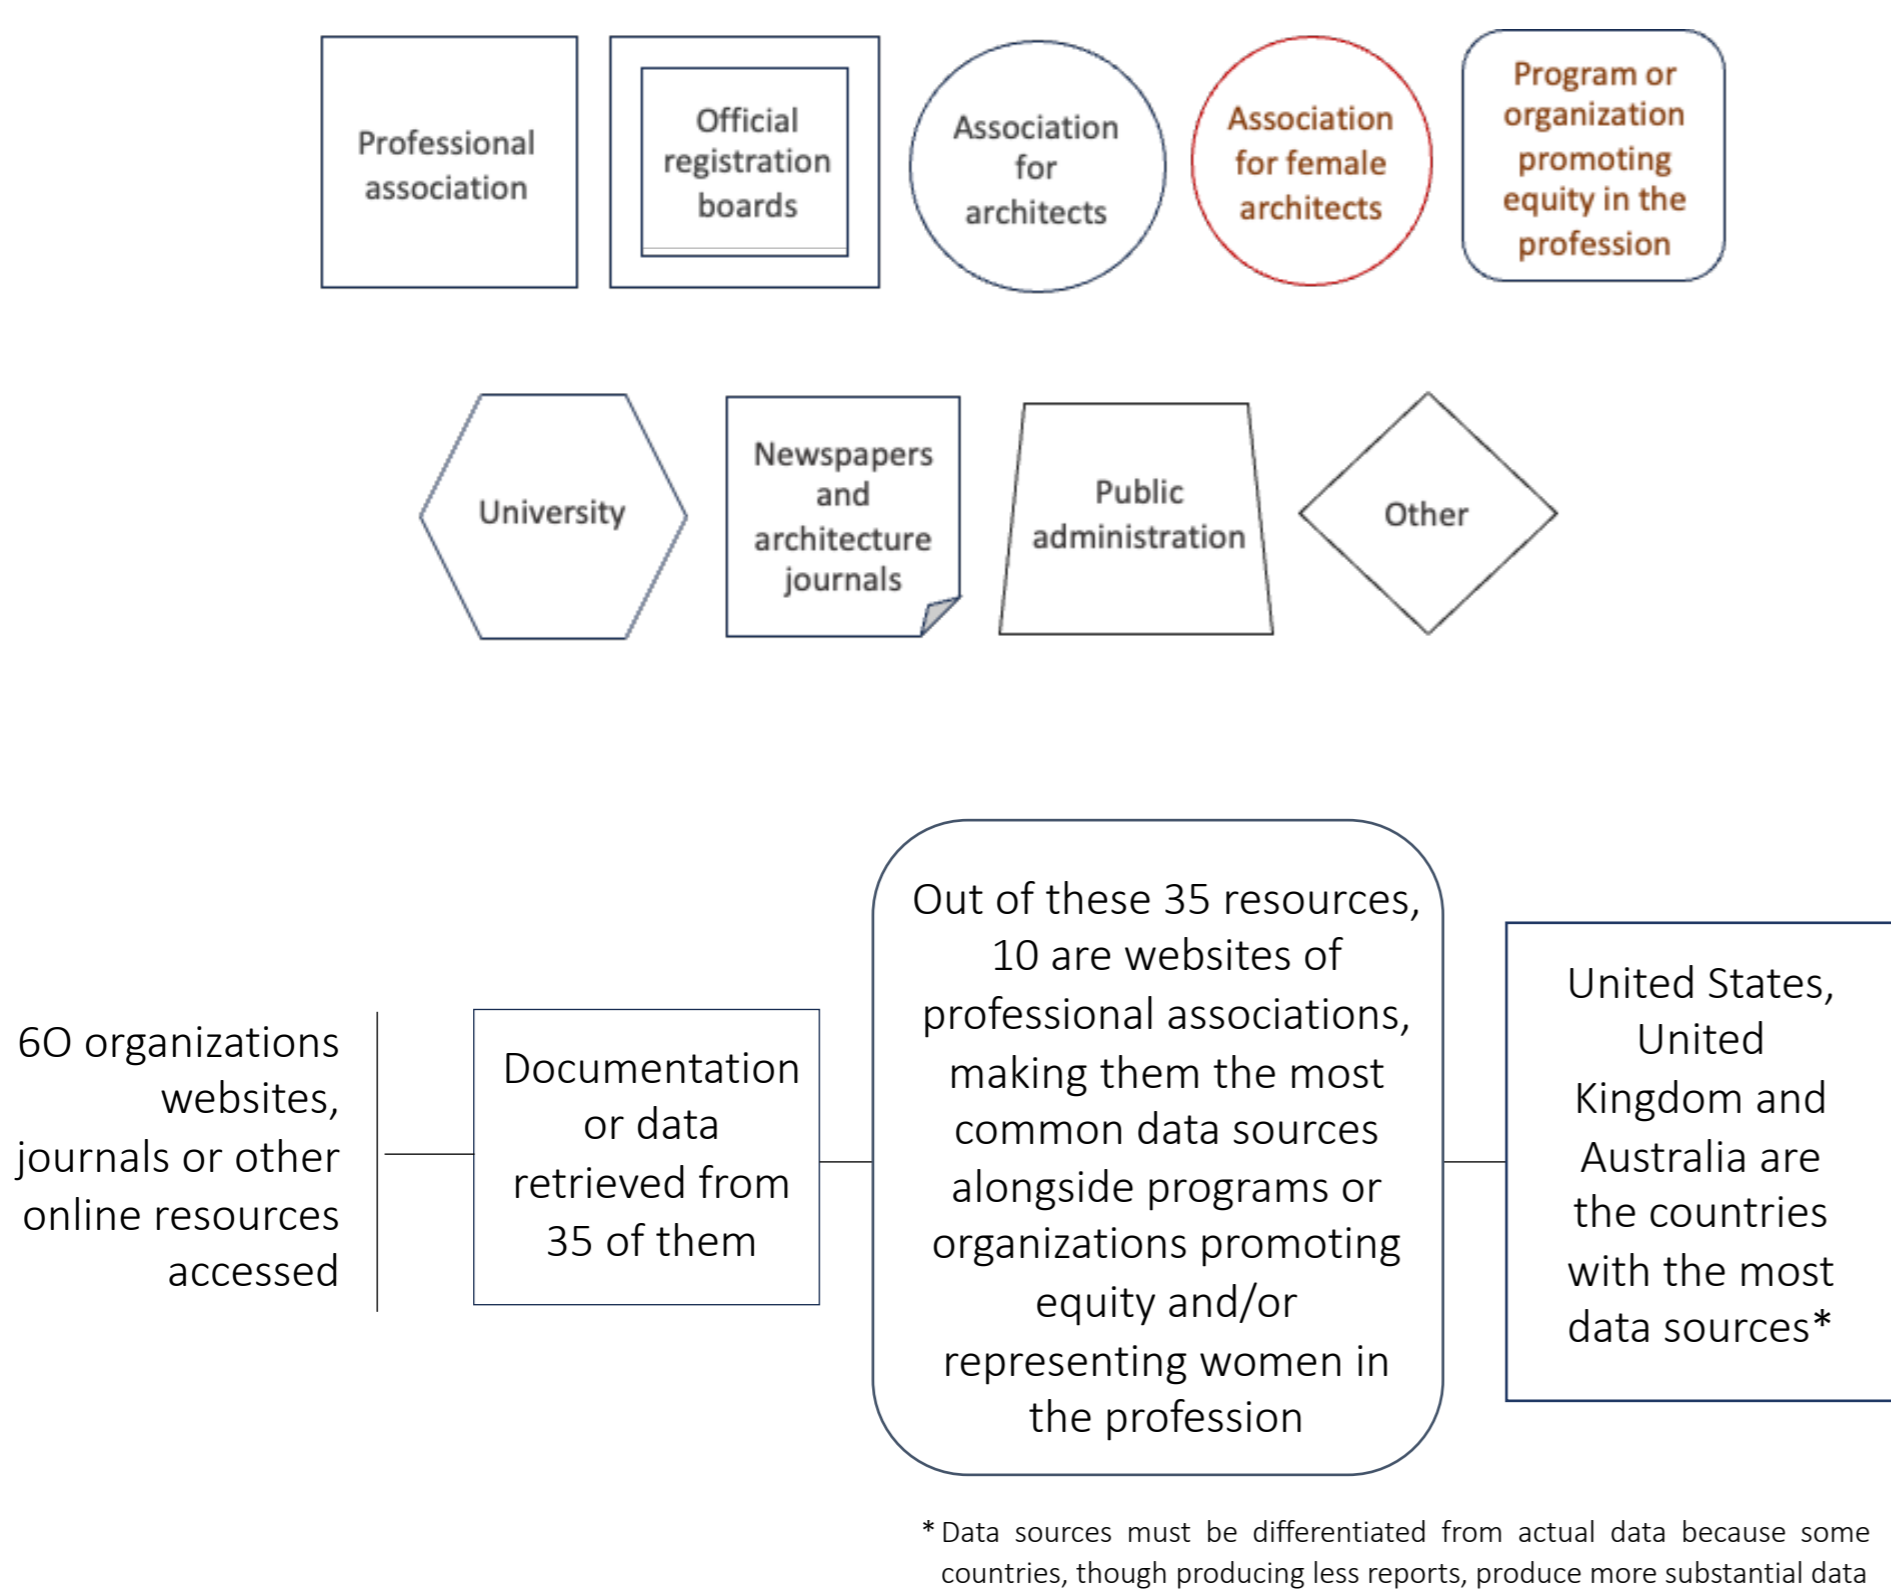 Professional
association
Official
registration
boards
Association
for
architects
Association
for female
architects
Program or
organization
promoting
equity in the
profession
University
Newspapers
and
architecture
journals
Public
administration
Other
6O organizations
websites,
journals or other
online resources
accessed
Documentation
or data
retrieved from
35 of them
Out of these 35 resources,
10 are websites of
professional associations,
making them the most
common data sources
alongside programs or
organizations promoting
equity and/or
representing women in
the profession
United States,
United
Kingdom and
Australia are
the countries
with the most
data sources*
* Data sources must be differentiated from actual data because some
countries, though producing less reports, produce more substantial data